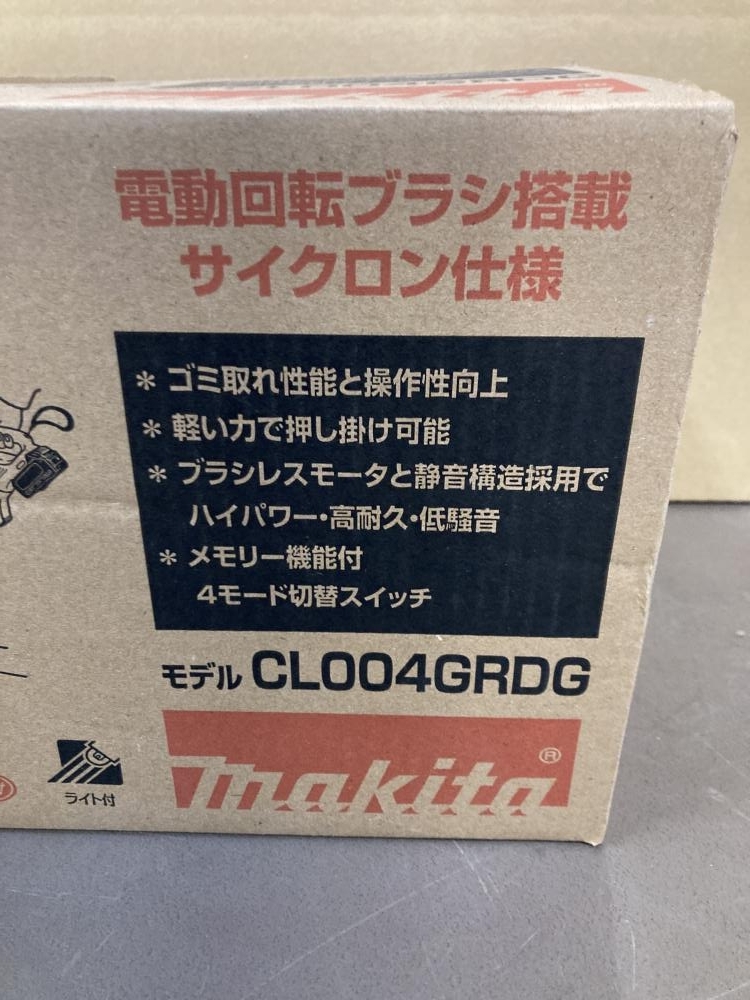 電動回転ブラシ搭載
サイクロン仕様
* ゴミ取れ性能と操作性向上
* 軽い力で押し掛け可能
* ブラシレスモータと静音構造採用で
ハイパワー・高耐久・低騒音
* メモリー機能付
4モード切替スイッチ
モデル CL004GRDG
ライト付
makita®